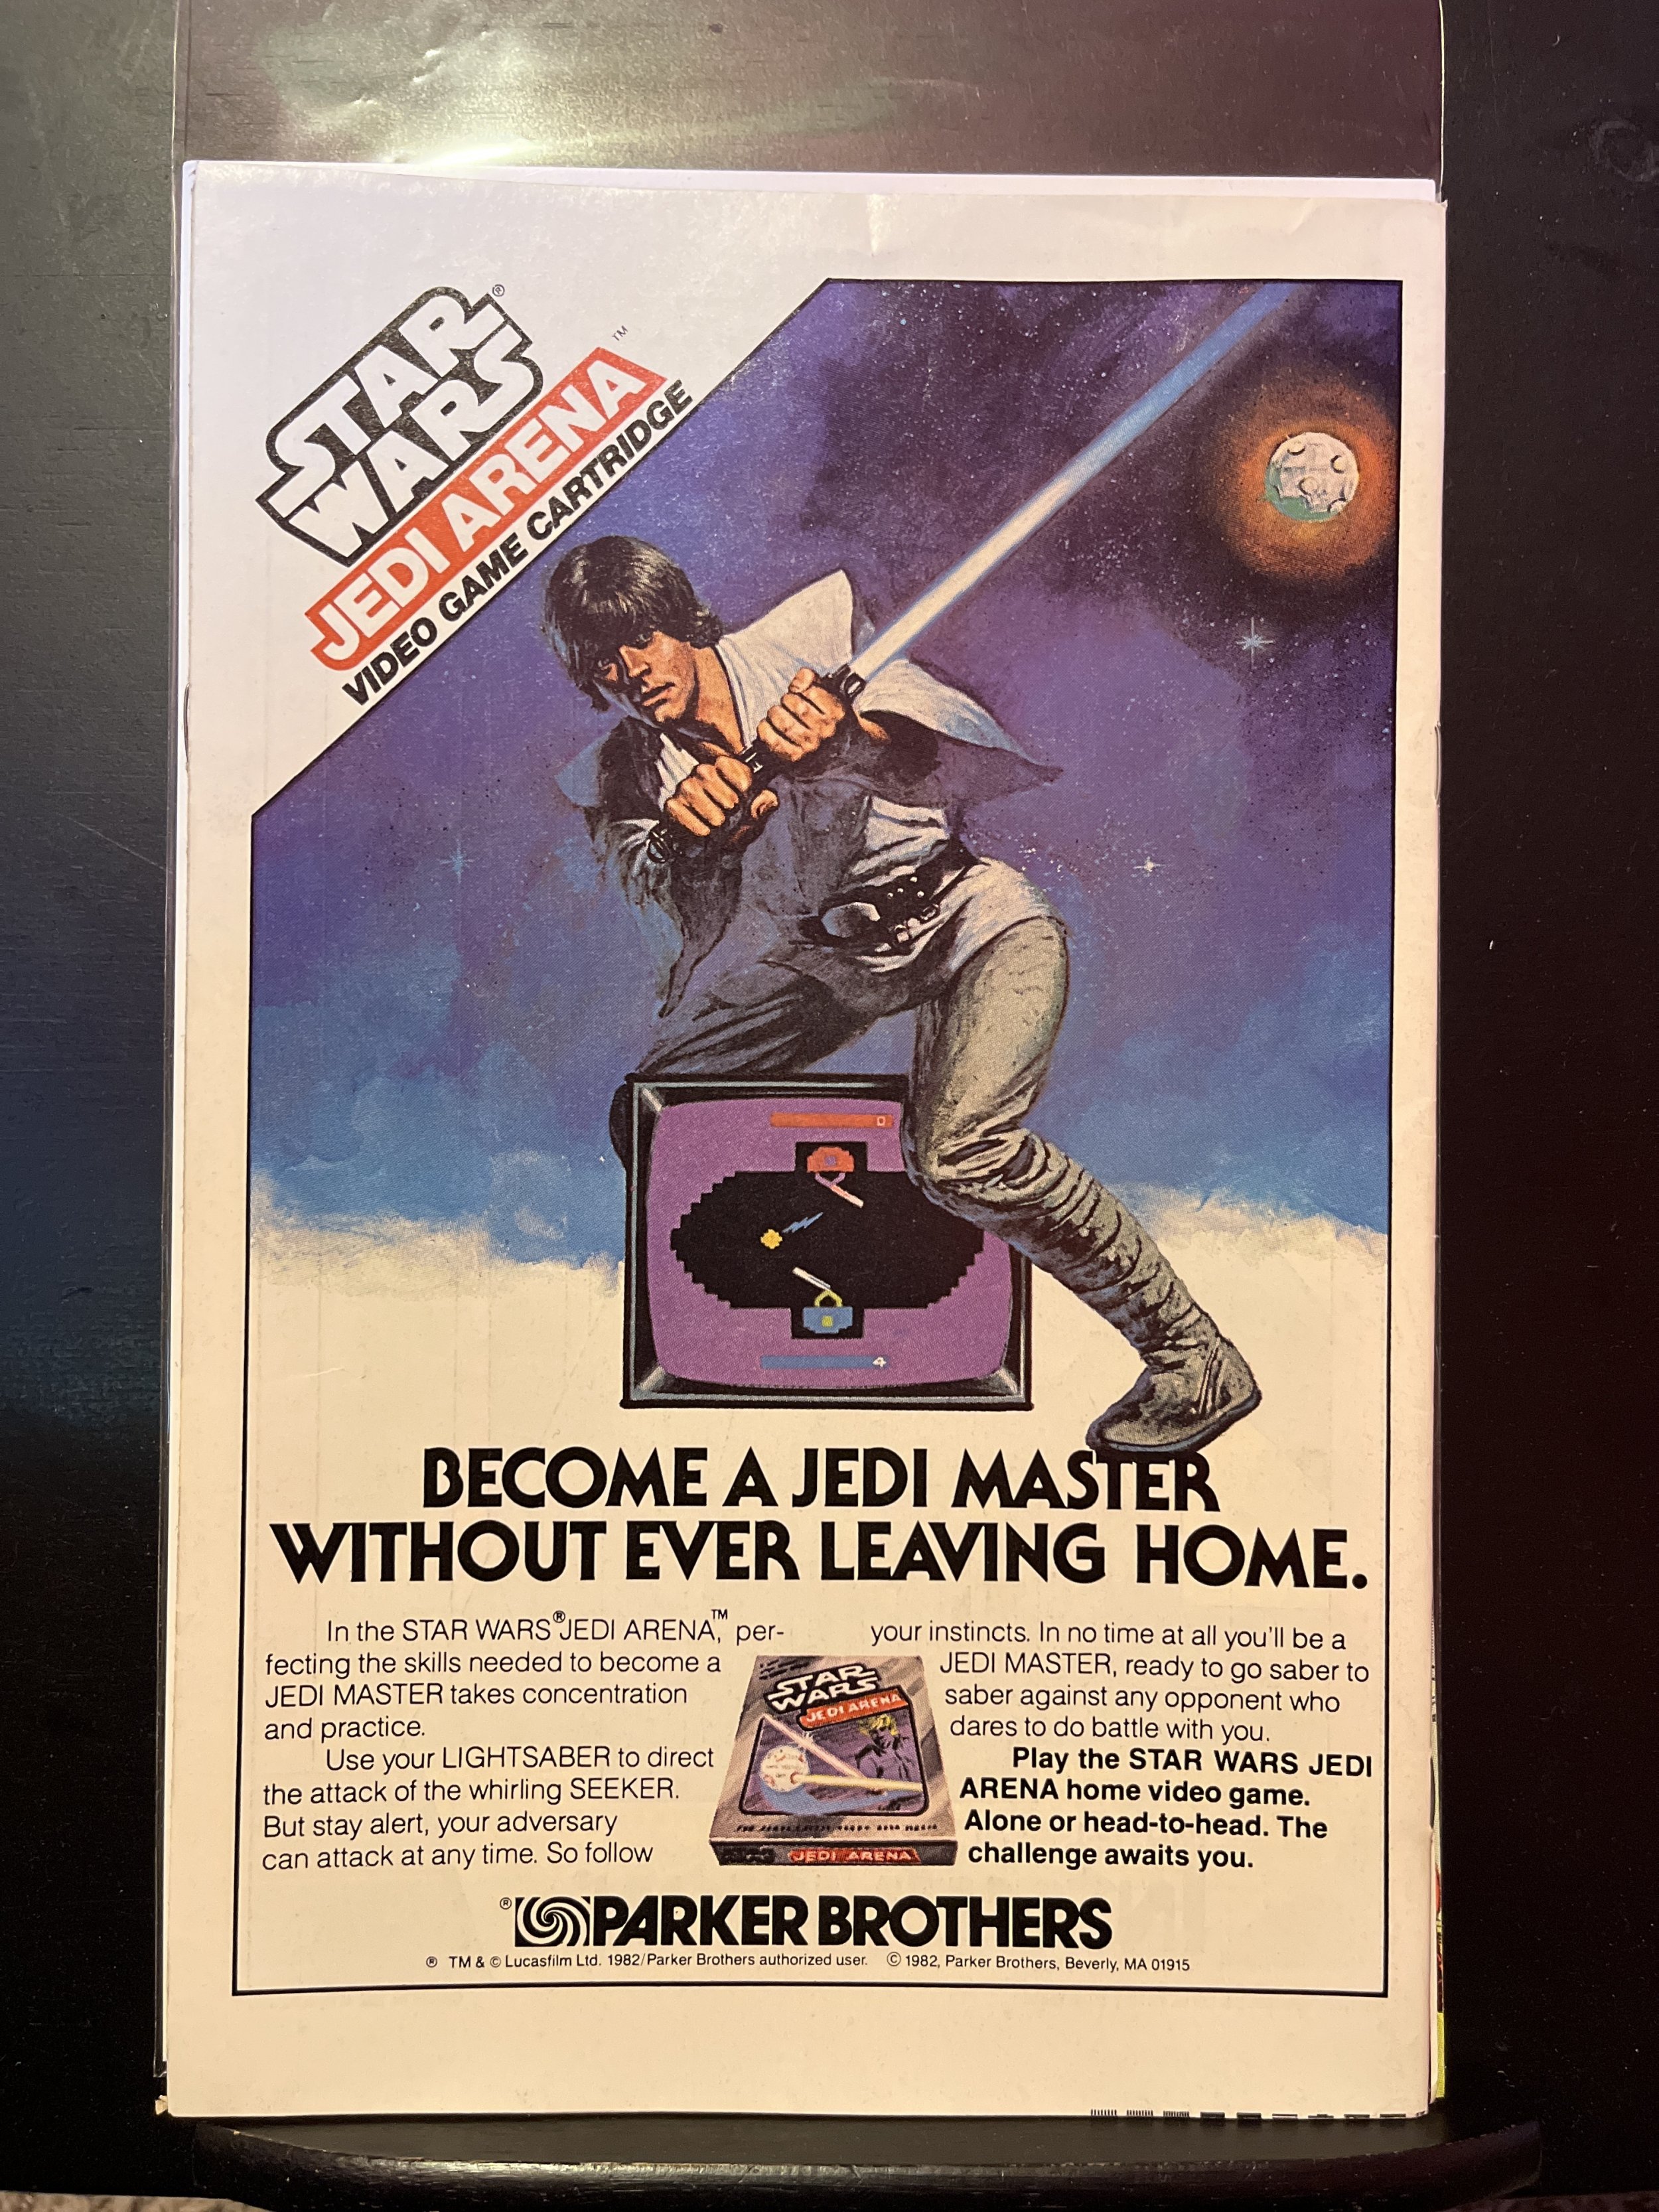 STAR ®
WARS
JEDI ARENA ™
VIDEO GAME CARTRIDGE
0
4
BECOME A JEDI MASTER
WITHOUT EVER LEAVING HOME.
In the STAR WARS® JEDI ARENA,™ per-
fecting the skills needed to become a
JEDI MASTER takes concentration
and practice.
Use your LIGHTSABER to direct
the attack of the whirling SEEKER.
But stay alert, your adversary
can attack at any time. So follow
your instincts. In no time at all you'll be a
JEDI MASTER, ready to go saber to
saber against any opponent who
dares to do battle with you.
Play the STAR WARS JEDI
ARENA home video game.
Alone or head-to-head. The
challenge awaits you.
STAR
WARS
JEDI ARENA
JEDI ARENA
® PARKER BROTHERS
® TM & © Lucasfilm Ltd. 1982/Parker Brothers authorized user. © 1982, Parker Brothers, Beverly, MA 01915